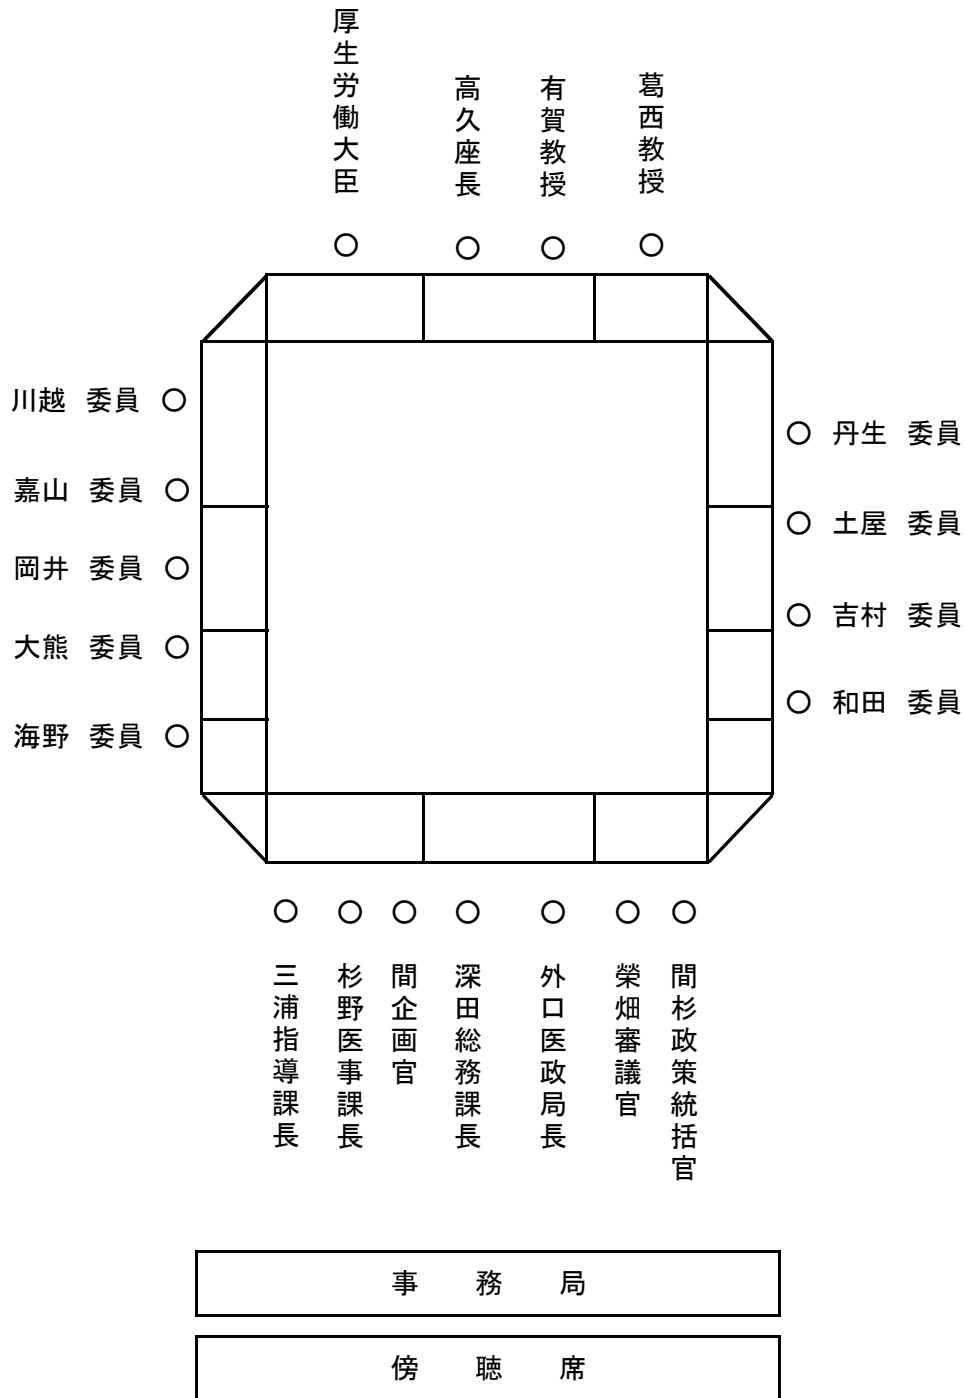 厚生労働大臣
高久座長
有賀教授
葛西教授
川越 委員
嘉山 委員
岡井 委員
大熊 委員
海野 委員
丹生 委員
土屋 委員
吉村 委員
和田 委員
三浦指導課長
杉野医事課長
間企画官
深田総務課長
外口医政局長
榮畑審議官
間杉政策統括官
事務局
傍聴席